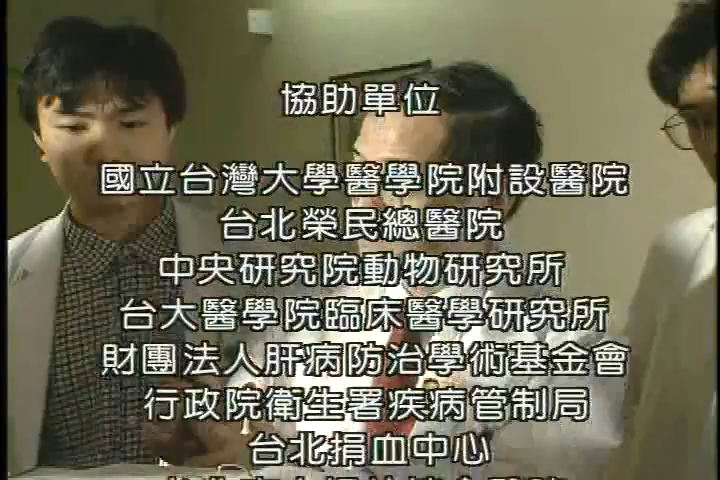 協助單位
國立台灣大學醫學院附設醫院
台北榮民總醫院
中央研究院動物研究所
台大醫學院臨床醫學研究所
財團法人肝病防治學術基金會
行政院衛生署疾病管制局
台北捐血中心